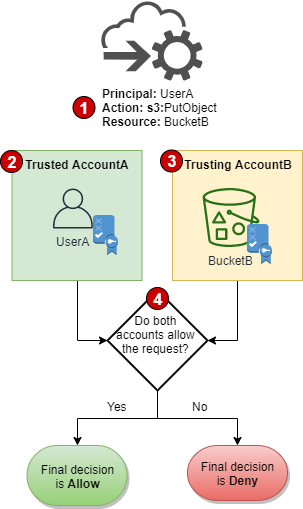 1
Principal: UserA
Action: s3:PutObject
Resource: BucketB
2
Trusted AccountA
3
Trusting AccountB
UserA
BucketB
4
Do both
accounts allow
the request?
Yes
No
Final decision
is Allow
Final decision
is Deny